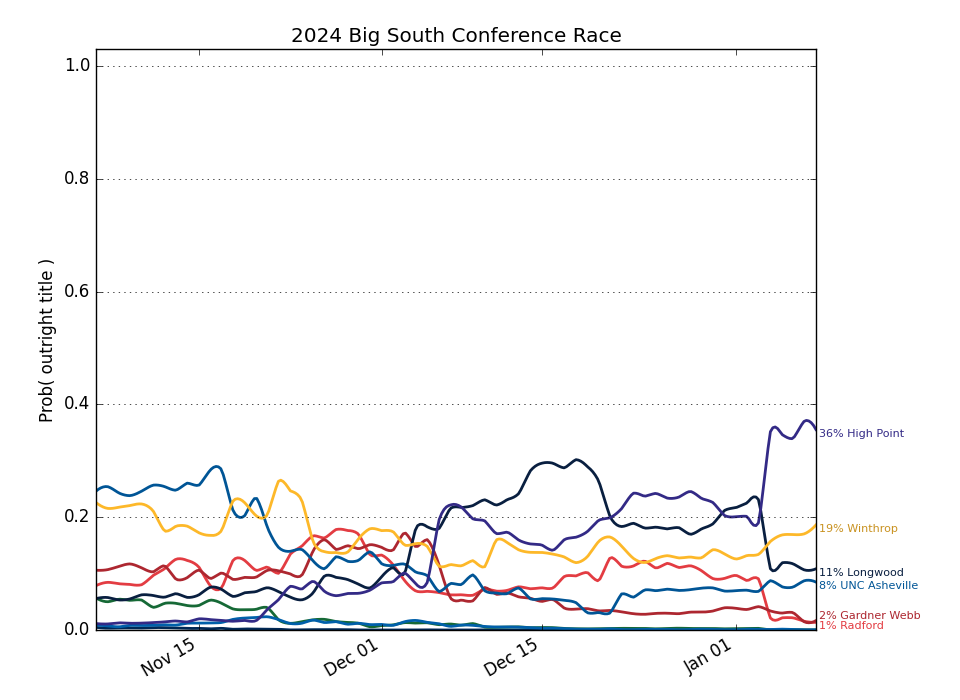 2024 Big South Conference Race
1.0
0.8
0.6
0.4
0.2
0.0
Prob( outright title )
Nov 15
Dec 01
Dec 15
Jan 01
36% High Point
19% Winthrop
11% Longwood
8% UNC Asheville
2% Gardner Webb
1% Radford